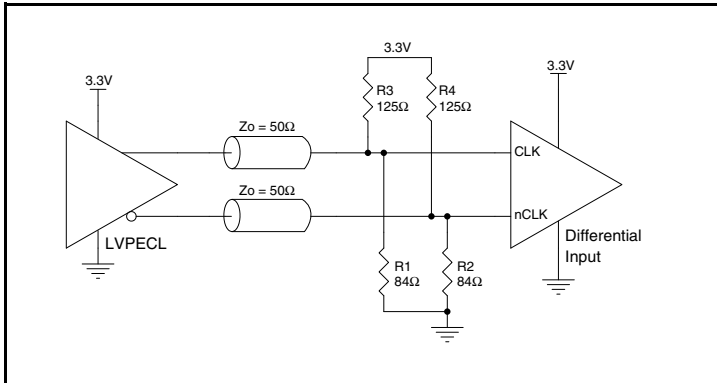 3.3V
3.3V
3.3V
R3
125Ω
R4
125Ω
Zo = 50Ω
CLK
Zo = 50Ω
nCLK
LVPECL
Differential
Input
R1
84Ω
R2
84Ω